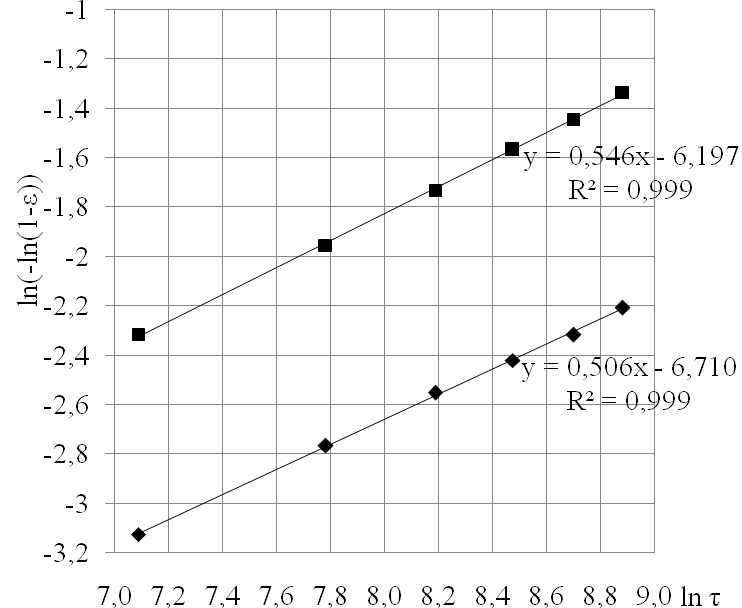 -1
-1,2
-1,4
-1,6
-1,8
-2
-2,2
-2,4
-2,6
-2,8
-3
-3,2
ln(-ln(1-ε))
y = 0,546x - 6,197
R² = 0,999
y = 0,506x - 6,710
R² = 0,999
7,0 7,2 7,4 7,6 7,8 8,0 8,2 8,4 8,6 8,8 9,0 ln τ